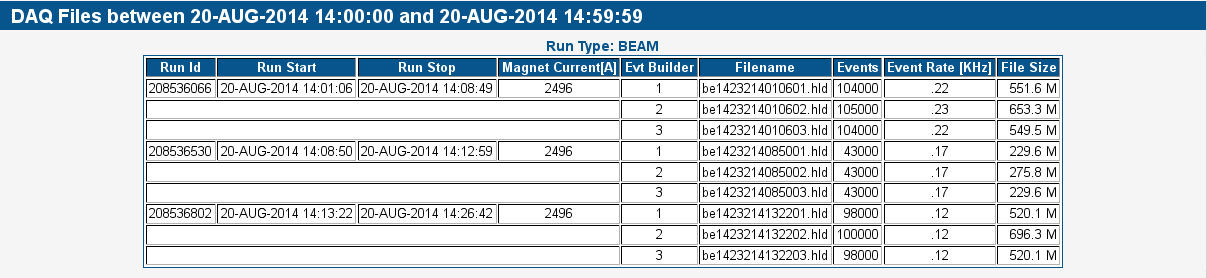 DAQ Files between 20-AUG-2014 14:00:00 and 20-AUG-2014 14:59:59
Run Type: BEAM
Run Id Run Start Run Stop Magnet Current[A] Evt Builder Filename Events Event Rate [KHz] File Size
208536066 20-AUG-2014 14:01:06 20-AUG-2014 14:08:49 2496 1 be1423214010601.hld 104000 .22 551.6 M
2 be1423214010602.hld 105000 .23 653.3 M
3 be1423214010603.hld 104000 .22 549.5 M
208536530 20-AUG-2014 14:08:50 20-AUG-2014 14:12:59 2496 1 be1423214085001.hld 43000 .17 229.6 M
2 be1423214085002.hld 43000 .17 275.8 M
3 be1423214085003.hld 43000 .17 229.6 M
208536802 20-AUG-2014 14:13:22 20-AUG-2014 14:26:42 2496 1 be1423214132201.hld 98000 .12 520.1 M
2 be1423214132202.hld 100000 .12 696.3 M
3 be1423214132203.hld 98000 .12 520.1 M